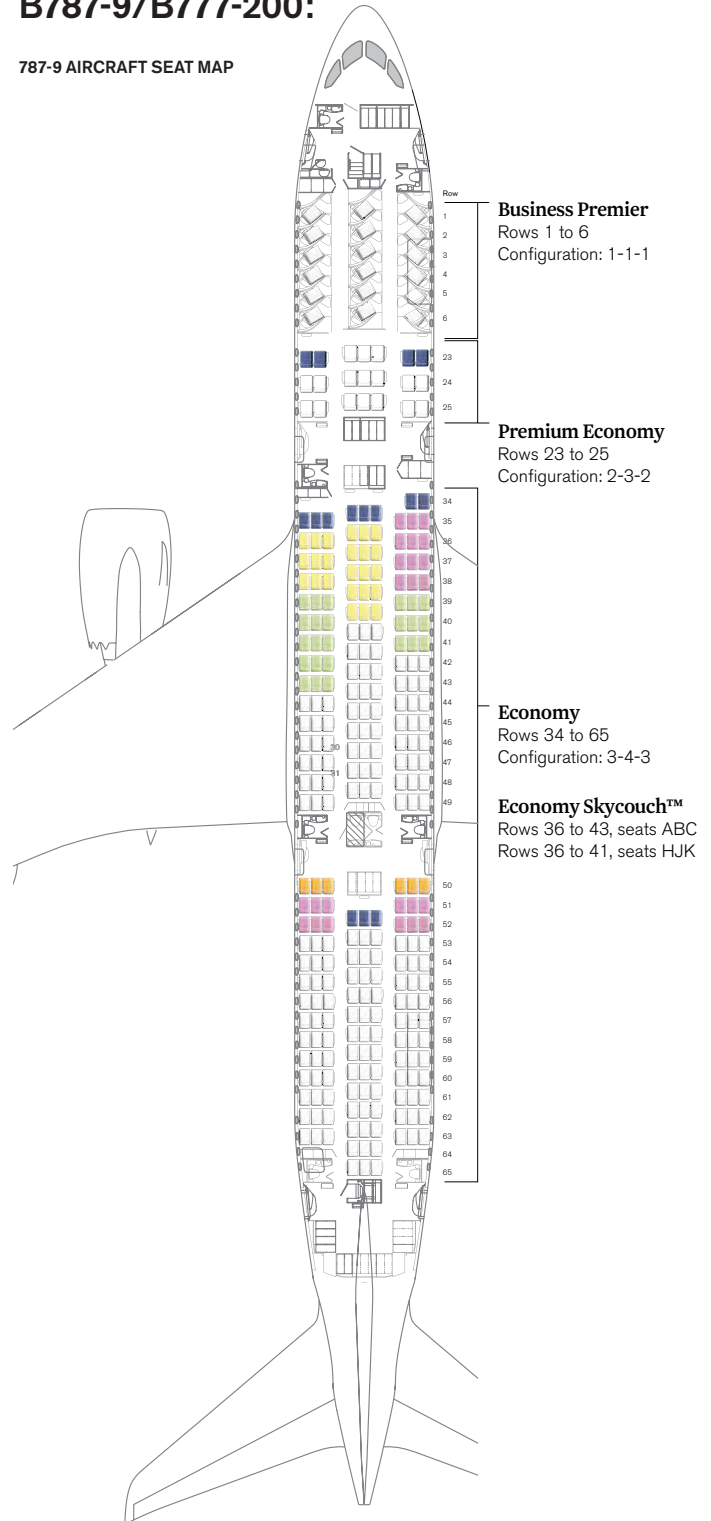 B787-9/B777-200:
787-9 AIRCRAFT SEAT MAP
Row
1
2
3
4
5
6
Business Premier
Rows 1 to 6
Configuration: 1-1-1
23
24
25
Premium Economy
Rows 23 to 25
Configuration: 2-3-2
34
35
36
37
38
39
40
41
42
43
44
45
46
47
48
49
30
31
Economy
Rows 34 to 65
Configuration: 3-4-3
Economy Skycouch™
Rows 36 to 43, seats ABC
Rows 36 to 41, seats HJK
50
51
52
53
54
55
56
57
58
59
60
61
62
63
64
65